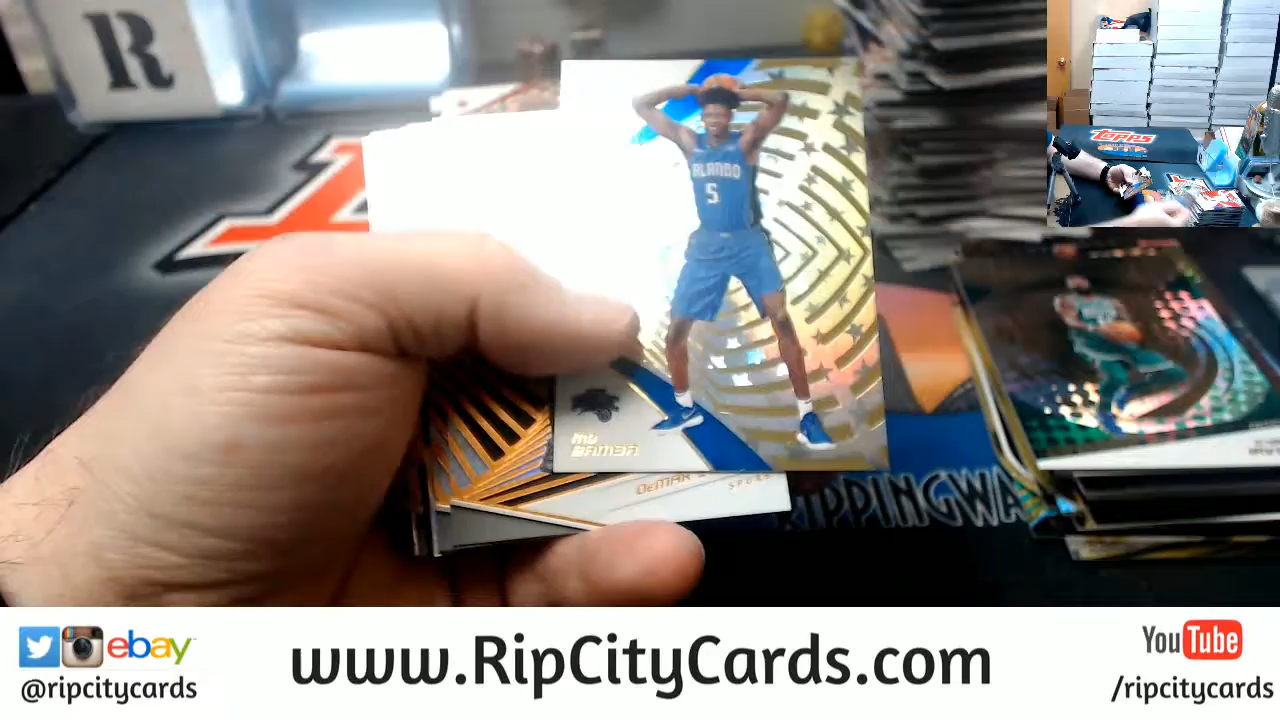 R
Topps
ORLANDO
5
MO
BAMBA
DeMAR
SPURS
RIPPINGWA
ebay
@ripcitycards
www.RipCityCards.com
YouTube
/ripcitycards